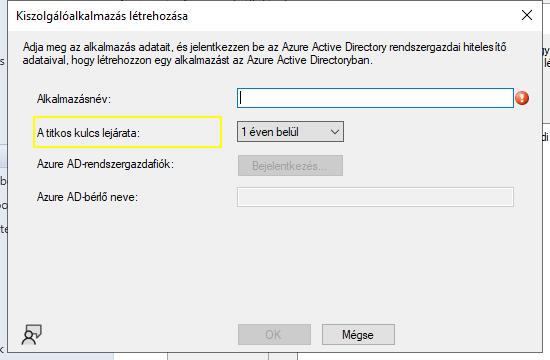 Kiszolgálóalkalmazás létrehozása
Adja meg az alkalmazás adatait, és jelentkezzen be az Azure Active Directory rendszergazdai hitelesítő
adataival, hogy létrehozzon egy alkalmazást az Azure Active Directoryban.
Alkalmazásnév:
A titkos kulcs lejárata: 1 éven belül
Azure AD-rendszergazdafiók: Bejelentkezés...
Azure AD-bérlő neve:
OK Mégse